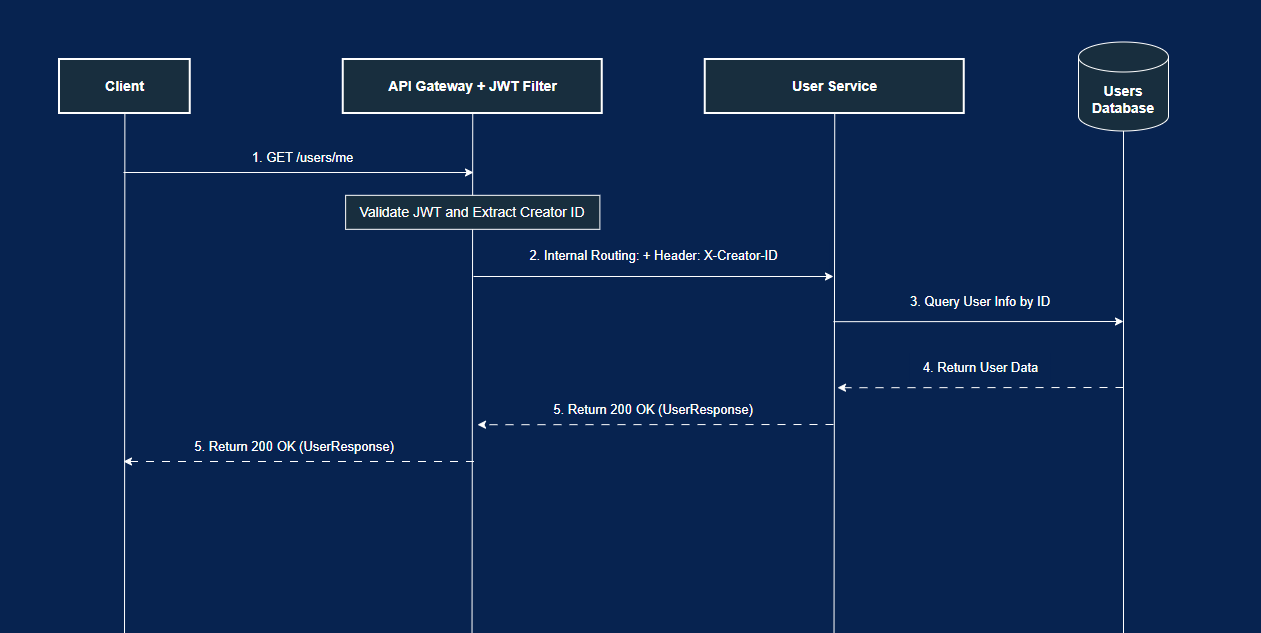 Client
API Gateway + JWT Filter
User Service
Users
Database
1. GET /users/me
Validate JWT and Extract Creator ID
2. Internal Routing: + Header: X-Creator-ID
3. Query User Info by ID
4. Return User Data
5. Return 200 OK (UserResponse)
5. Return 200 OK (UserResponse)